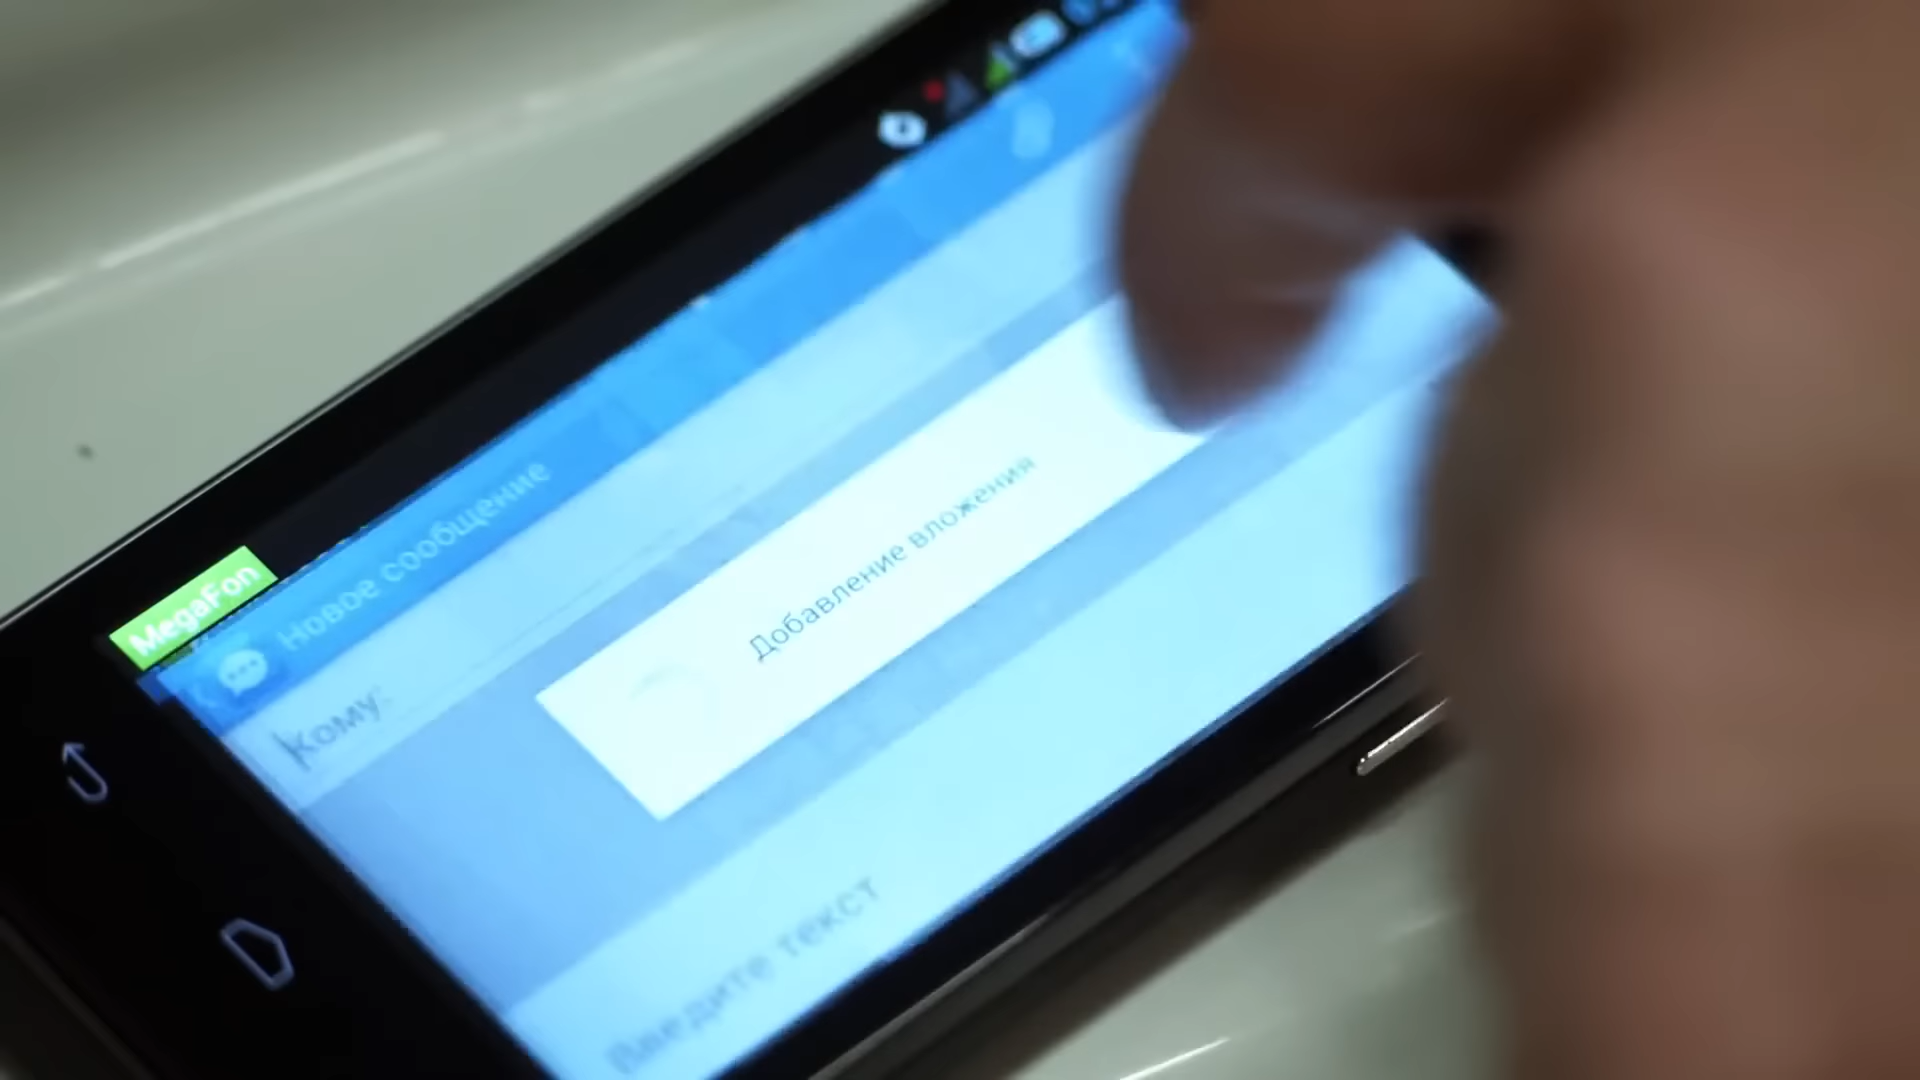 MegaFon
Новое сообщение
Кому:
Добавление вложения
Введите текст